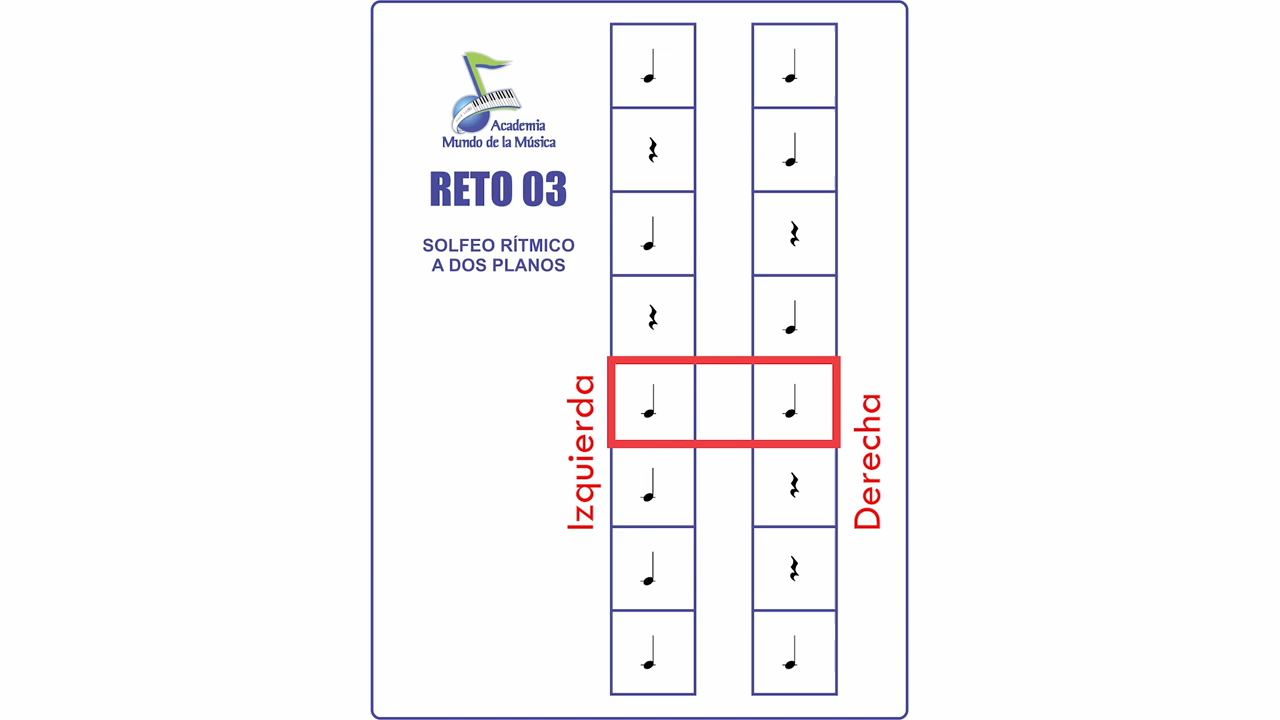 Academia
Mundo de la Música
RETO 03
SOLFEO RÍTMICO
A DOS PLANOS
Izquierda
Derecha